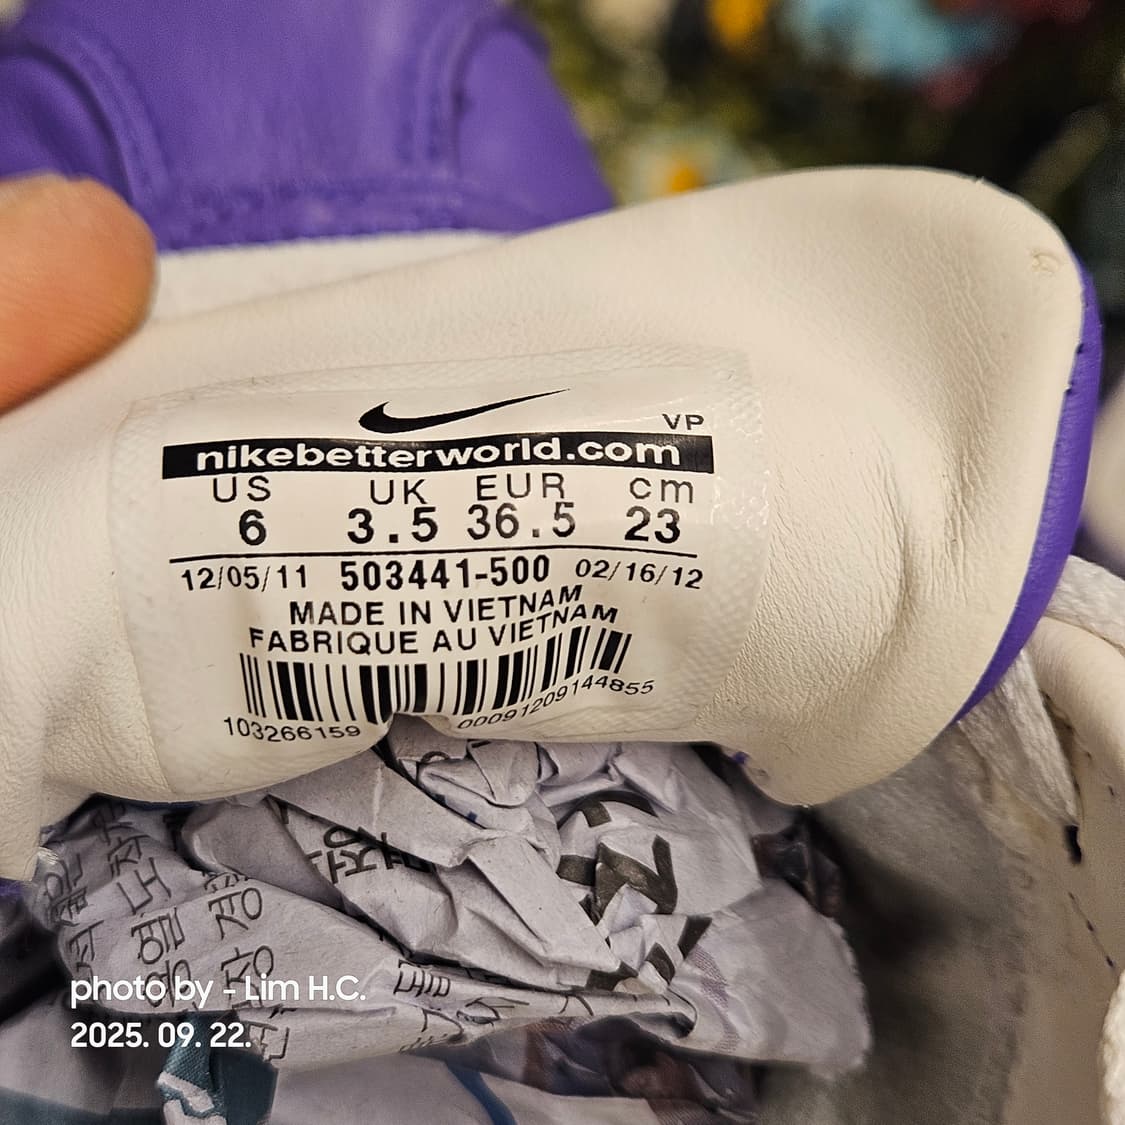 VP
nikebetterworld.com
US UK EUR cm
6 3.5 36.5 23
12/05/11 503441-500 02/16/12
MADE IN VIETNAM
FABRIQUE AU VIETNAM
103266159 00091209144855
photo by - Lim H.C.
2025. 09. 22.